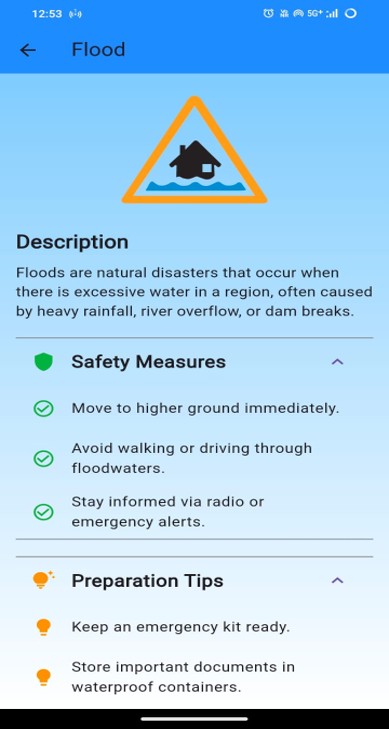 12:53
5G+
Flood
Description
Floods are natural disasters that occur when
there is excessive water in a region, often caused
by heavy rainfall, river overflow, or dam breaks.
Safety Measures
Move to higher ground immediately.
Avoid walking or driving through
floodwaters.
Stay informed via radio or
emergency alerts.
Preparation Tips
Keep an emergency kit ready.
Store important documents in
waterproof containers.